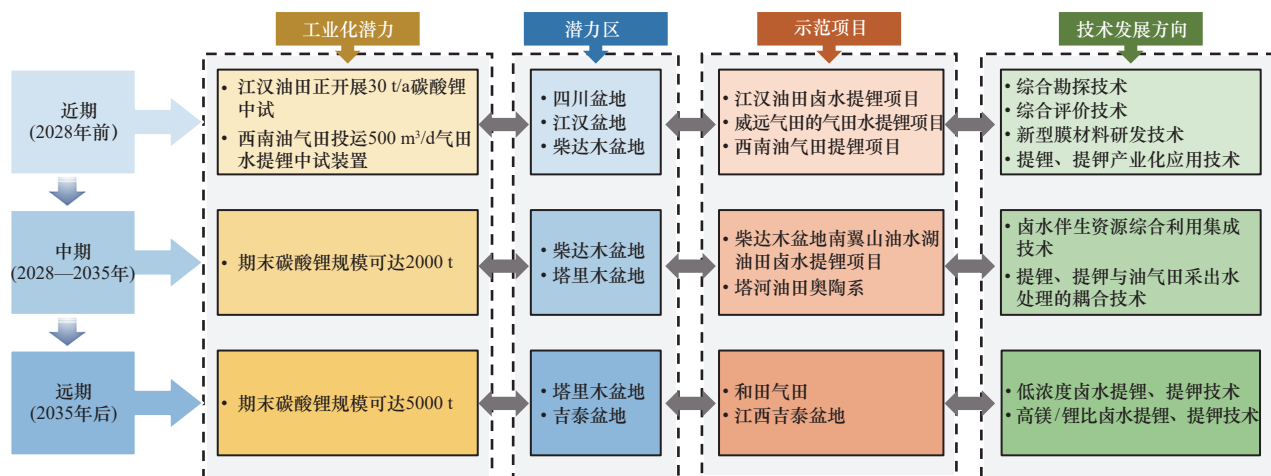 工业化潜力
潜力区
示范项目
技术发展方向
近期
(2028年前)
• 江汉油田正开展30 t/a碳酸锂
中试
• 西南油气田投运500 m³/d气田
水提锂中试装置
• 四川盆地
• 江汉盆地
• 柴达木盆地
• 江汉油田卤水提锂项目
• 威远气田的气田水提锂项目
• 西南油气田提锂项目
• 综合勘探技术
• 综合评价技术
• 新型膜材料研发技术
• 提锂、提钾产业化应用技术
中期
(2028—2035年)
• 期末碳酸锂规模可达2000 t
• 柴达木盆地
• 塔里木盆地
• 柴达木盆地南翼山油水湖
油田卤水提锂项目
• 塔河油田奥陶系
• 卤水伴生资源综合利用集成
技术
• 提锂、提钾与油气田采出水
处理的耦合技术
远期
(2035年后)
• 期末碳酸锂规模可达5000 t
• 塔里木盆地
• 吉泰盆地
• 和田气田
• 江西吉泰盆地
• 低浓度卤水提锂、提钾技术
• 高镁/锂比卤水提锂、提钾技术